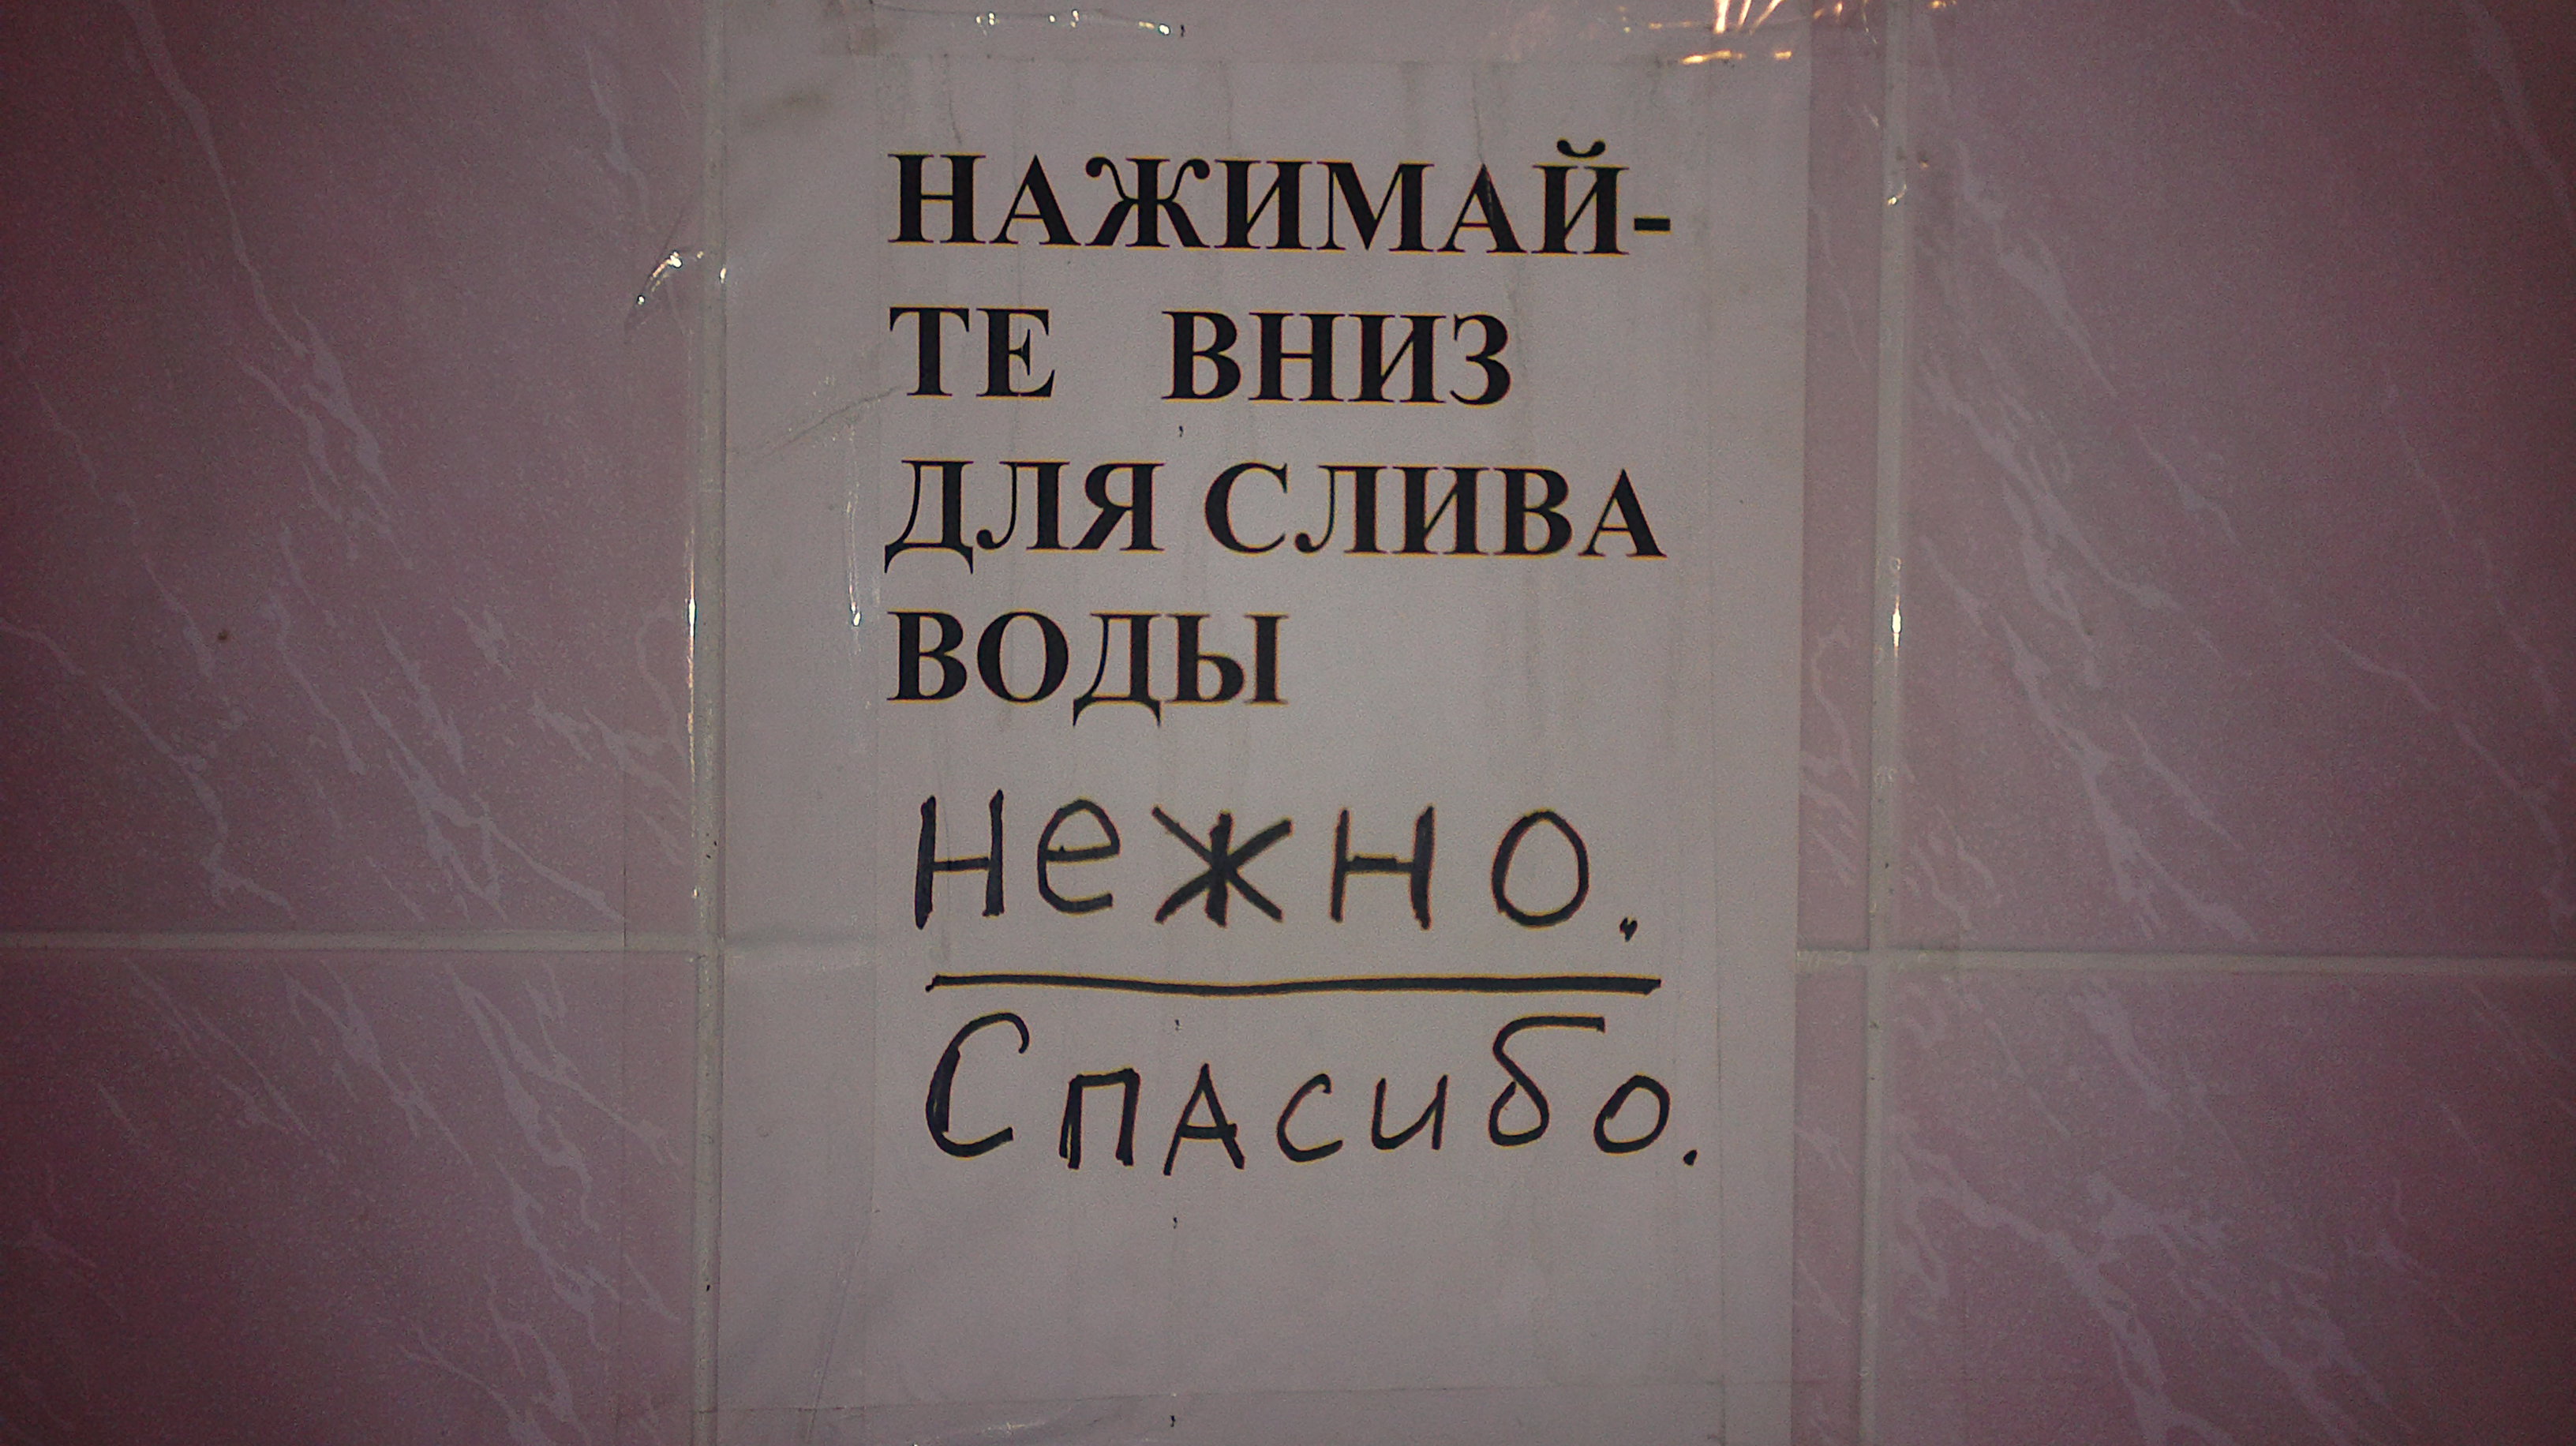 НАЖИМАЙ-
ТЕ ВНИЗ
ДЛЯ СЛИВА
ВОДЫ
Нежно.
Спасибо.